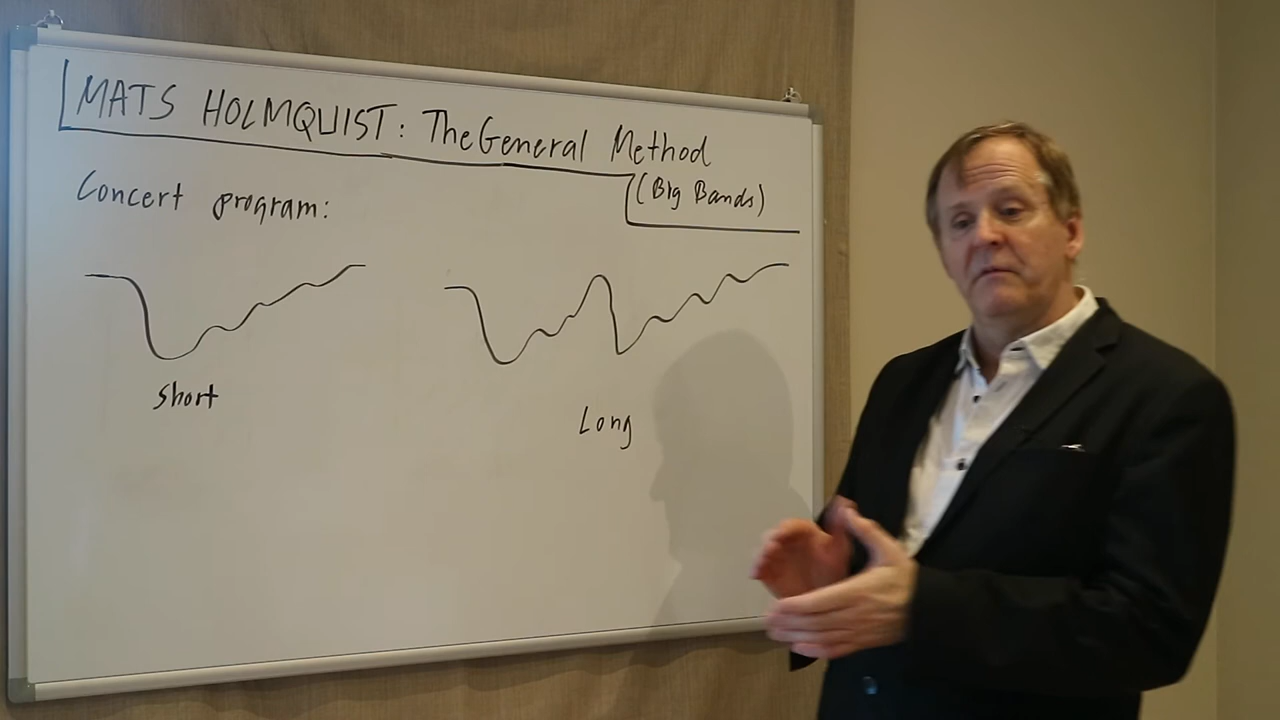 MATS HOLMQUIST: The General Method
(Big Bands)
Concert program:
Short
Long